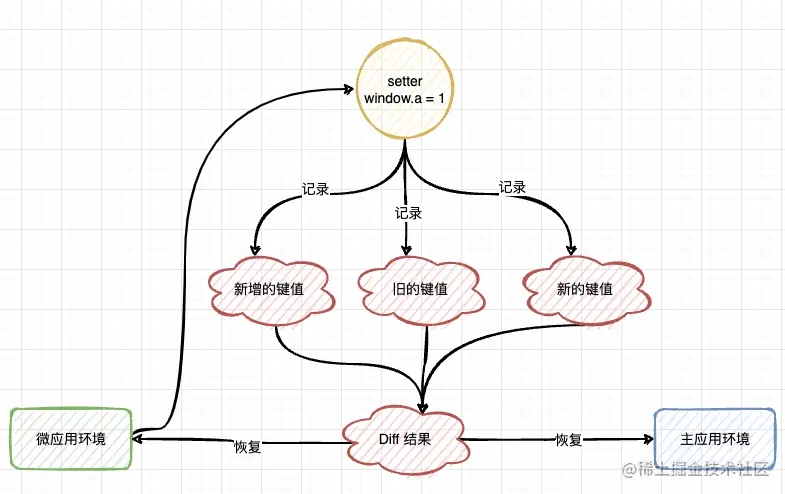 setter
window.a = 1
记录
记录
记录
新增的键值
旧的键值
新的键值
微应用环境
恢复
Diff 结果
恢复
主应用环境
@稀土掘金技术社区